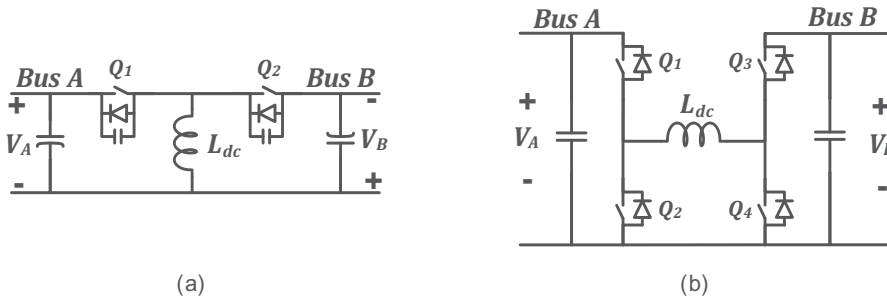 Bus A
Q1
Q2
Bus B
+
-
VA
Ldc
VB
-
+
(a)
Bus A
Bus B
Q1
Q3
+
Ldc
+
VA
-
-
Q2
Q4
(b)